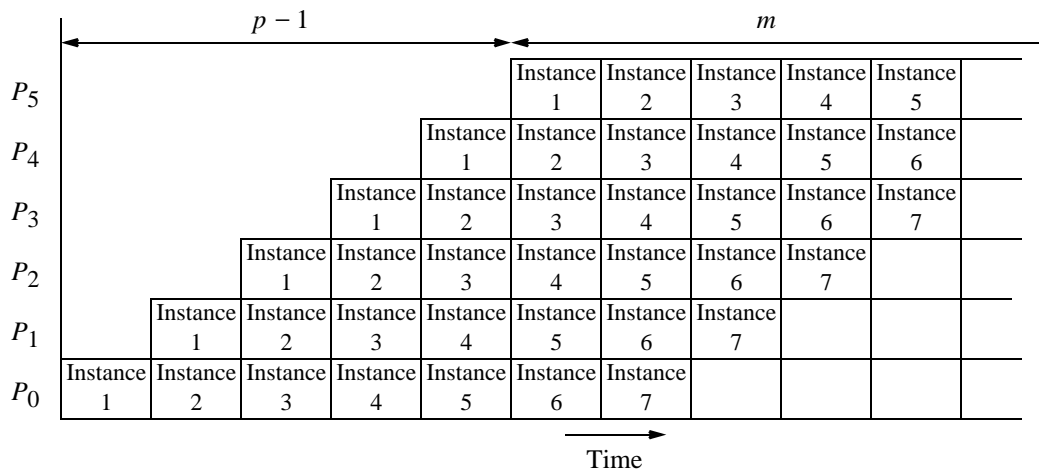 p − 1
m
P5
Instance 1
Instance 2
Instance 3
Instance 4
Instance 5
P4
Instance 1
Instance 2
Instance 3
Instance 4
Instance 5
Instance 6
P3
Instance 1
Instance 2
Instance 3
Instance 4
Instance 5
Instance 6
Instance 7
P2
Instance 1
Instance 2
Instance 3
Instance 4
Instance 5
Instance 6
Instance 7
P1
Instance 1
Instance 2
Instance 3
Instance 4
Instance 5
Instance 6
Instance 7
P0
Instance 1
Instance 2
Instance 3
Instance 4
Instance 5
Instance 6
Instance 7
Time